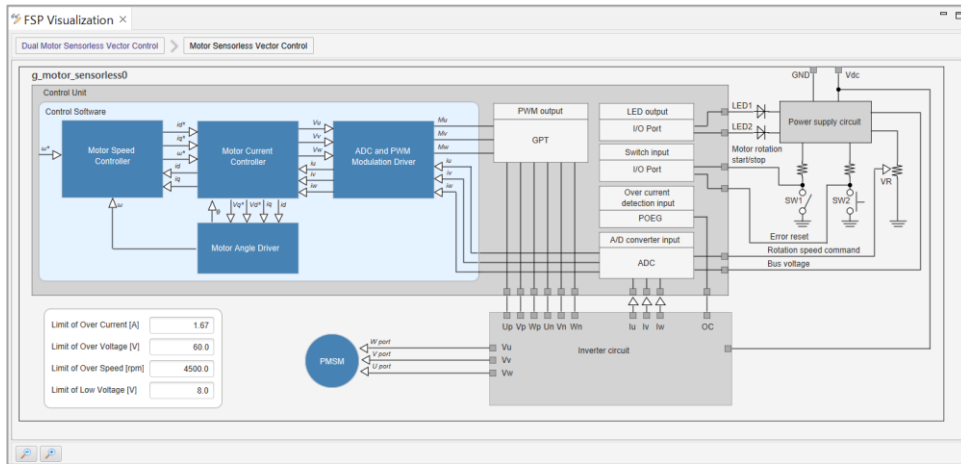 FSP Visualization
Dual Motor Sensorless Vector Control
Motor Sensorless Vector Control
g_motor_sensorless0
Control Unit
Control Software
ω*
Motor Speed
Controller
id*
iq*
ω*
id
iq
Motor Current
Controller
Vu
Vv
Vw
iu
iv
iw
ADC and PWM
Modulation Driver
Mu
Mv
Mw
iu
iv
iw
ω
Vq*
Vd*
iq
id
Motor Angle Driver
PWM output
GPT
LED output
I/O Port
Switch input
I/O Port
Over current
detection input
POEG
A/D converter input
ADC
GND
Vdc
LED1
LED2
Power supply circuit
Motor rotation
start/stop
VR
SW1
SW2
Error reset
Rotation speed command
Bus voltage
Up
Vp
Wp
Un
Vn
Wn
Iu
Iv
Iw
OC
Inverter circuit
Vu
Vv
Vw
W port
V port
U port
PMSM
Limit of Over Current [A]
1.67
Limit of Over Voltage [V]
60.0
Limit of Over Speed [rpm]
4500.0
Limit of Low Voltage [V]
8.0